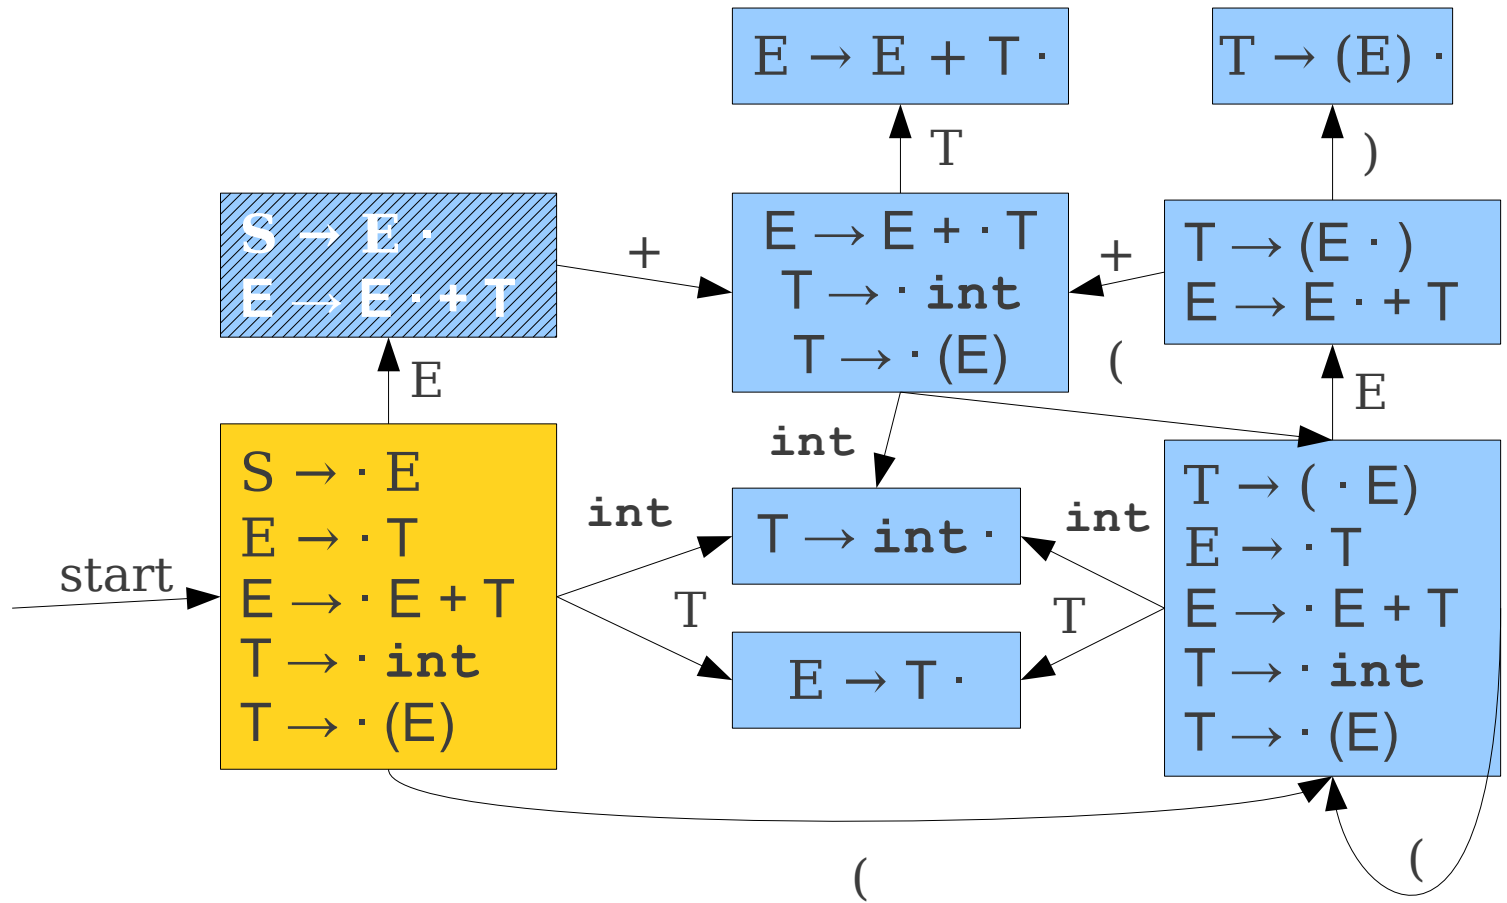 E → E + T ·
T → (E) ·
T
)
S → E ·
E → E · + T
+
E → E + · T
T → · int
T → · (E)
+
T → (E · )
E → E · + T
E
(
E
int
start
S → · E
E → · T
E → · E + T
T → · int
T → · (E)
int
T
T → int ·
E → T ·
int
T
T → ( · E)
E → · T
E → · E + T
T → · int
T → · (E)
(
(